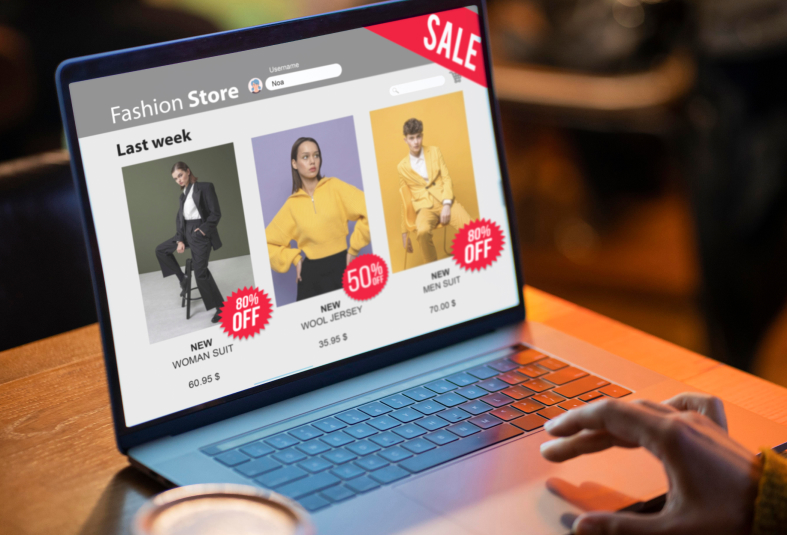 SALE
Username
Fashion Store
Noa
Last week
80%
OFF
NEW
WOMAN SUIT
60.95 $
50%
OFF
NEW
WOOL JERSEY
35.95 $
80%
OFF
NEW
MEN SUIT
70.00 $